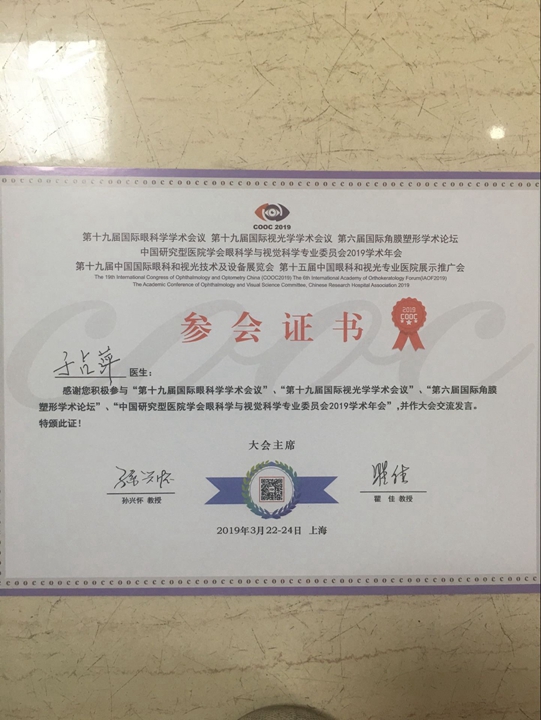 COOC 2019
第十九届国际眼科学学术会议 第十九届国际视光学学术会议 第六届国际角膜塑形学术论坛
中国研究型医院学会眼科学与视觉科学专业委员会2019学术年会
第十九届中国国际眼科和视光技术及设备展览会 第十五届中国眼科和视光专业医院展示推广会
The 19th International Congress of Ophthalmology and Optometry China (COOC2019) The 6th International Academy of Orthokeratology Forum(IAOF2019)
The Academic Conference of Ophthalmology and Visual Science Committee, Chinese Research Hospital Association 2019
参会证书
2019
COOC
于占萍 医生：
感谢您积极参与“第十九届国际眼科学学术会议”、“第十九届国际视光学学术会议”、“第六届国际角膜
塑形学术论坛”、“中国研究型医院学会眼科学与视觉科学专业委员会2019学术年会”，并作大会交流发言。
特颁此证！
大会主席
孙兴怀 瞿佳
孙兴怀 教授 瞿 佳 教授
2019年3月22-24日 上海